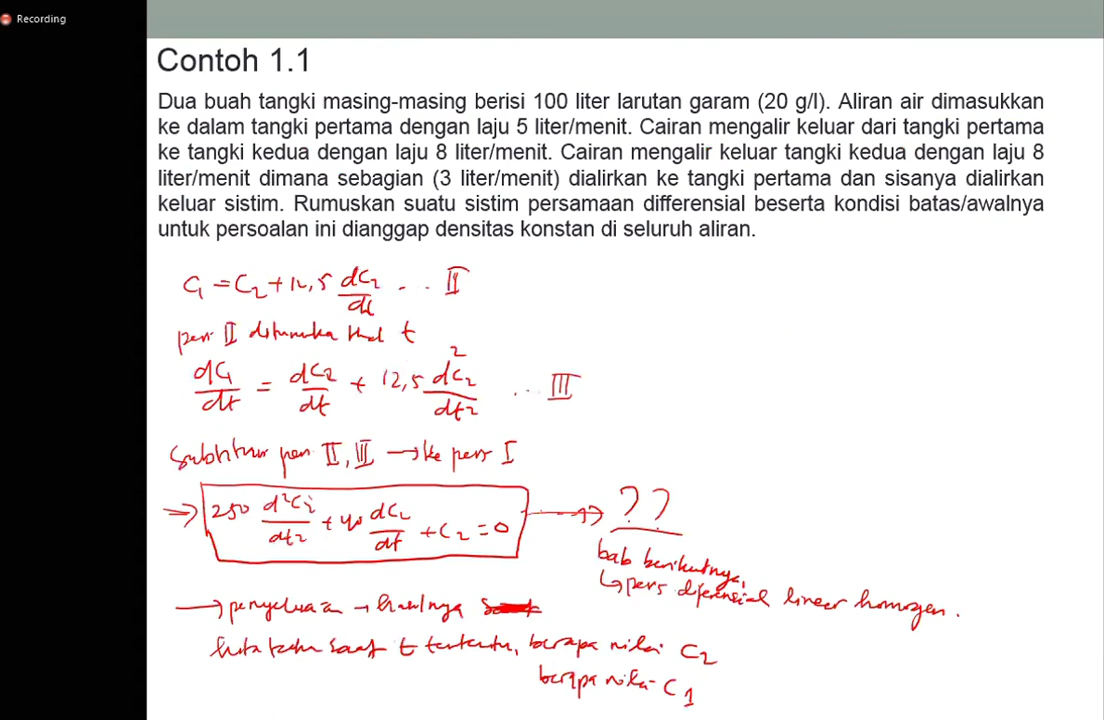 Recording
Contoh 1.1
Dua buah tangki masing-masing berisi 100 liter larutan garam (20 g/l). Aliran air dimasukkan
ke dalam tangki pertama dengan laju 5 liter/menit. Cairan mengalir keluar dari tangki pertama
ke tangki kedua dengan laju 8 liter/menit. Cairan mengalir keluar tangki kedua dengan laju 8
liter/menit dimana sebagian (3 liter/menit) dialirkan ke tangki pertama dan sisanya dialirkan
keluar sistim. Rumuskan suatu sistim persamaan differensial beserta kondisi batas/awalnya
untuk persoalan ini dianggap densitas konstan di seluruh aliran.
C₁ = C₂ + 12,5 dC₂/dt ... II
pers II t
dC₁/dt = dC₂/dt + 12,5 d²C₂/dt² ... III
pers II, III → ke pers I
⇒ 250 d²C₂/dt² + 40 dC₂/dt + C₂ = 0 → ??
bab berikutnya,
↳ pers diferensial linear homogen.
→ → hasilnya
saat t tertentu, berapa nilai C₂
berapa nilai C₁